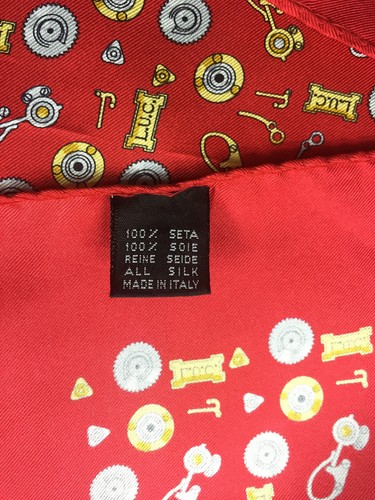 L.U.C.
L.U.C.
100% SETA
100% SOIE
REINE SEIDE
ALL SILK
MADE IN ITALY
L.U.C.
L.U.C.